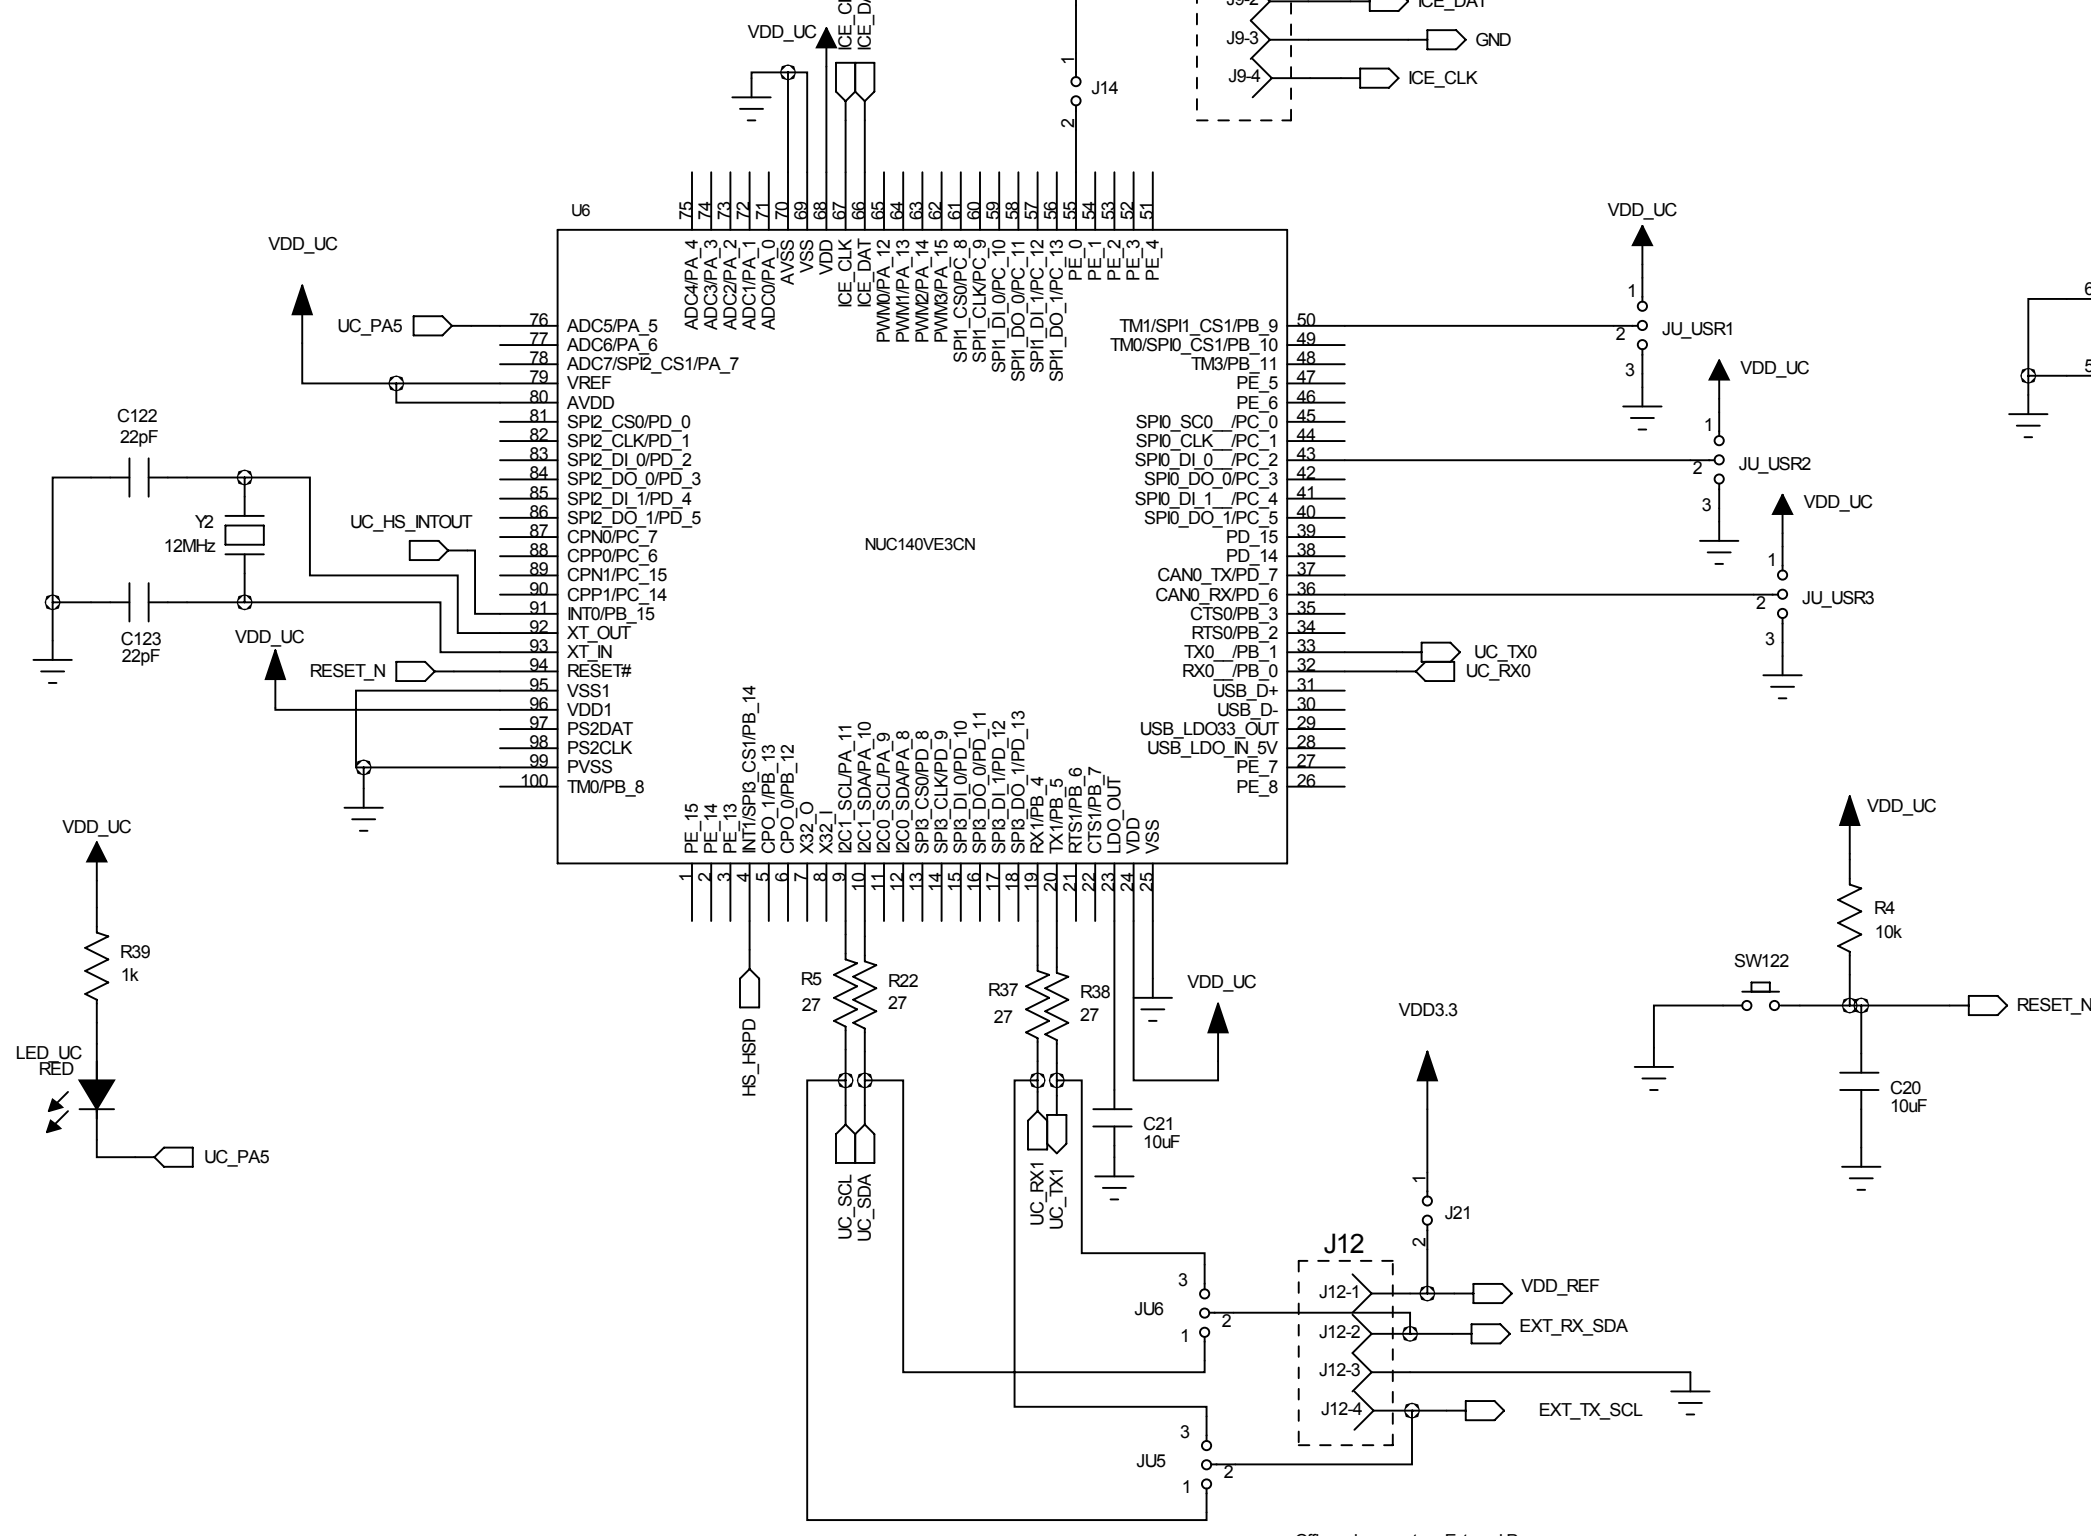 VDD_UC
J9-3
GND
J9-4
ICE_CLK
1
J14
2
U6
75
74
73
72
71
70
69
68
67
66
65
64
63
62
61
60
59
58
57
56
55
54
53
52
51
ADC4/PA_4
ADC3/PA_3
ADC2/PA_2
ADC1/PA_1
ADC0/PA_0
AVSS
VSS
VDD
ICE_CLK
ICE_DAT
PWM0/PA_12
PWM1/PA_13
PWM2/PA_14
PWM3/PA_15
SPI1_CS0/PC_8
SPI1_CLK/PC_9
SPI1_DI_0/PC_10
SPI1_DO_0/PC_11
SPI1_DI_1/PC_12
SPI1_DO_1/PC_13
PE_0
PE_1
PE_2
PE_3
PE_4
VDD_UC
UC_PA5
76 ADC5/PA_5
77 ADC6/PA_6
78 ADC7/SPI2_CS1/PA_7
79 VREF
80 AVDD
81 SPI2_CS0/PD_0
82 SPI2_CLK/PD_1
83 SPI2_DI_0/PD_2
84 SPI2_DO_0/PD_3
85 SPI2_DI_1/PD_4
86 SPI2_DO_1/PD_5
87 CPN0/PC_7
88 CPP0/PC_6
89 CPN1/PC_15
90 CPP1/PC_14
91 INT0/PB_15
92 XT_OUT
93 XT_IN
94 RESET#
95 VSS1
96 VDD1
97 PS2DAT
98 PS2CLK
99 PVSS
100 TM0/PB_8
C122
22pF
Y2
12MHz
UC_HS_INTOUT
C123
22pF
VDD_UC
RESET_N
NUC140VE3CN
TM1/SPI1_CS1/PB_9 50
TM0/SPI0_CS1/PB_10 49
TM3/PB_11 48
PE_5 47
PE_6 46
SPI0_SC0__/PC_0 45
SPI0_CLK__/PC_1 44
SPI0_DI_0__/PC_2 43
SPI0_DO_0/PC_3 42
SPI0_DI_1__/PC_4 41
SPI0_DO_1/PC_5 40
PD_15 39
PD_14 38
CAN0_TX/PD_7 37
CAN0_RX/PD_6 36
CTS0/PB_3 35
RTS0/PB_2 34
TX0__/PB_1 33
RX0__/PB_0 32
USB_D+ 31
USB_D- 30
USB_LDO33_OUT 29
USB_LDO_IN_5V 28
PE_7 27
PE_8 26
VDD_UC
1
2
3
JU_USR1
VDD_UC
1
2
3
JU_USR2
VDD_UC
1
2
3
JU_USR3
UC_TX0
UC_RX0
PE_15
PE_14
PE_13
INT1/SPI3_CS1/PB_14
CPO_1/PB_13
CPO_0/PB_12
X32_O
X32_I
I2C1_SCL/PA_11
I2C1_SDA/PA_10
I2C0_SCL/PA_9
I2C0_SDA/PA_8
SPI3_CS0/PD_8
SPI3_CLK/PD_9
SPI3_DI_0/PD_10
SPI3_DO_0/PD_11
SPI3_DI_1/PD_12
SPI3_DO_1/PD_13
RX1/PB_4
TX1/PB_5
RTS1/PB_6
CTS1/PB_7
LDO_OUT
VDD
VSS
1
2
3
4
5
6
7
8
9
10
11
12
13
14
15
16
17
18
19
20
21
22
23
24
25
VDD_UC
R39
1k
LED_UC
RED
UC_PA5
HS_HSPD
R5
27
R22
27
R37
27
R38
27
VDD_UC
UC_SCL
UC_SDA
UC_RX1
UC_TX1
C21
10uF
VDD_UC
R4
10k
SW122
RESET_N
C20
10uF
VDD3.3
1
J21
2
J12
J12-1
VDD_REF
J12-2
EXT_RX_SDA
J12-3
J12-4
EXT_TX_SCL
3
JU6
2
1
3
JU5
2
1